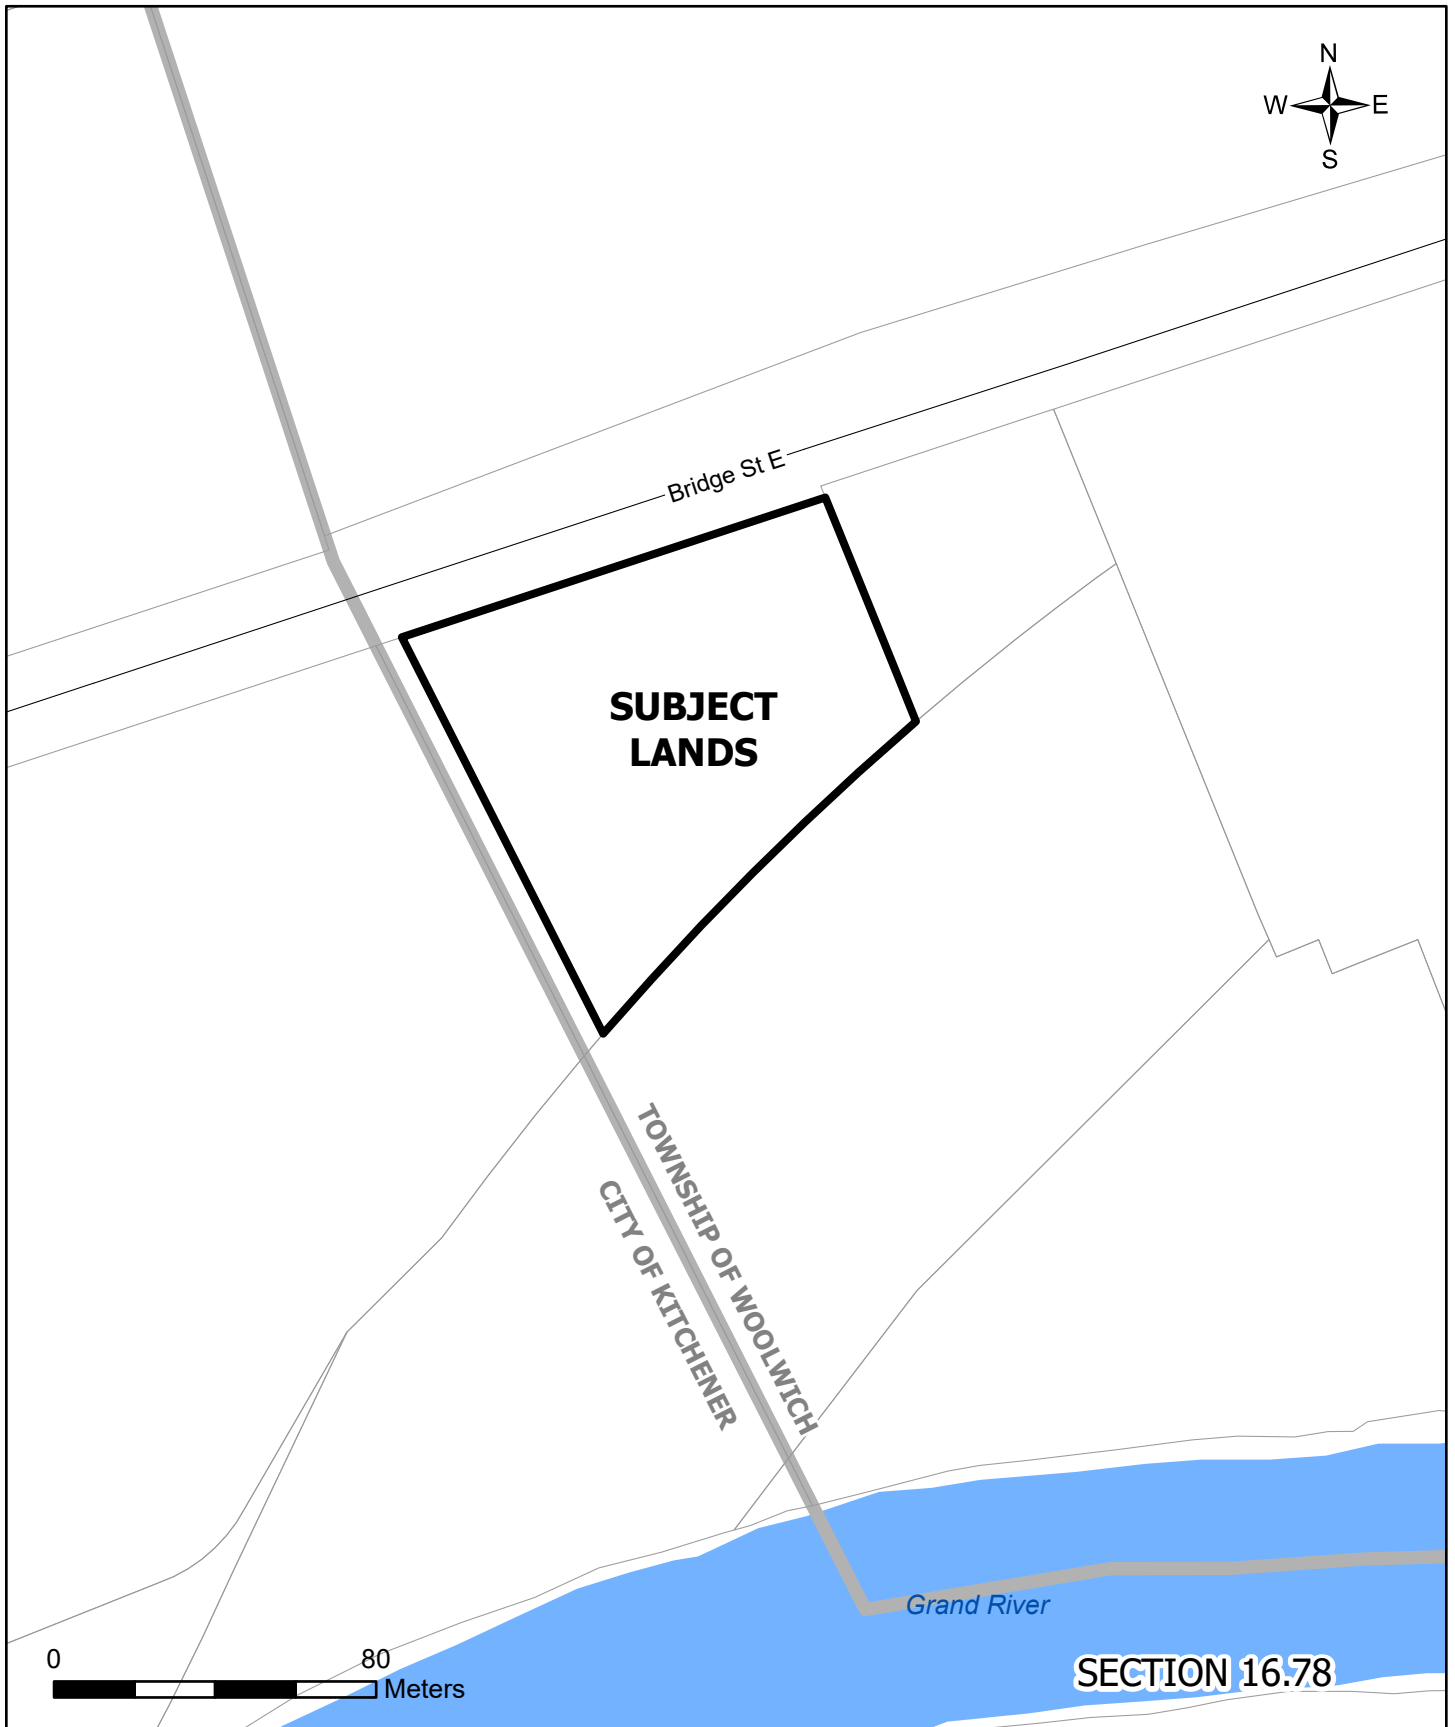 N
W E
S
Bridge St E
SUBJECT
LANDS
TOWNSHIP OF WOOLWICH
CITY OF KITCHENER
Grand River
0 80
Meters
SECTION 16.78